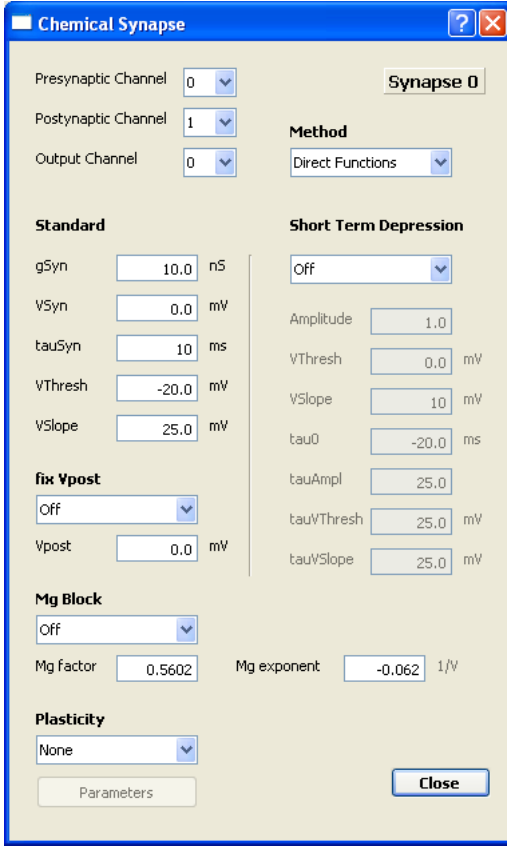 Chemical Synapse
Presynaptic Channel 0
Synapse 0
Postynaptic Channel 1
Method
Output Channel 0
Direct Functions
Standard
gSyn 10.0 nS
VSyn 0.0 mV
tauSyn 10 ms
VThresh -20.0 mV
VSlope 25.0 mV
fix Vpost
Off
Vpost 0.0 mV
Short Term Depression
Off
Amplitude 1.0
VThresh 0.0 mV
VSlope 10 mV
tau0 -20.0 ms
tauAmpl 25.0
tauVThresh 25.0 mV
tauVSlope 25.0 mV
Mg Block
Off
Mg factor 0.5602 Mg exponent -0.062 1/V
Plasticity
None
Parameters
Close